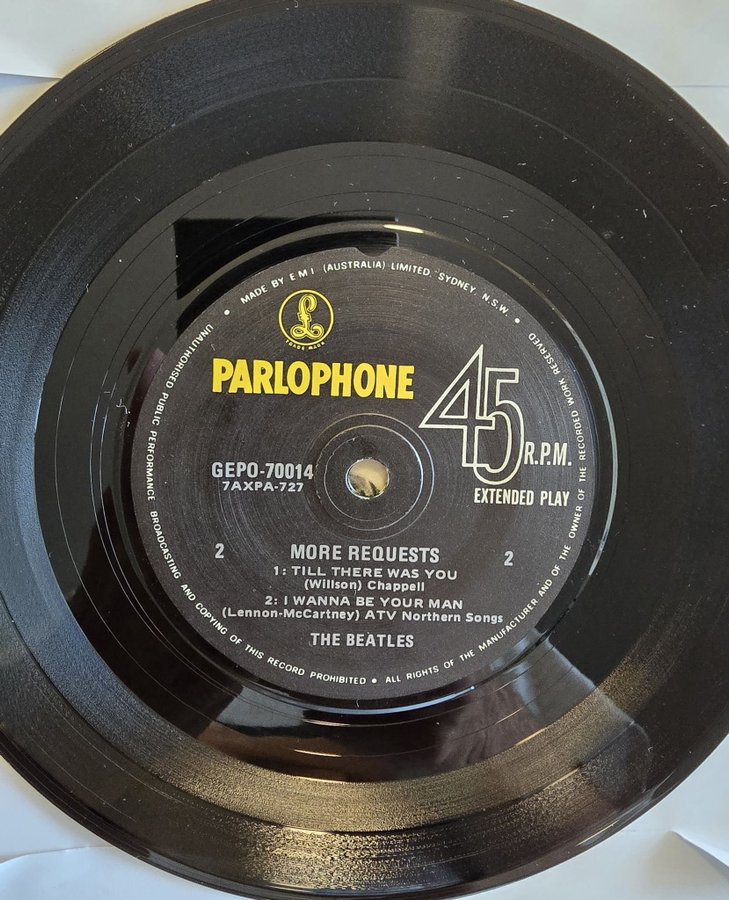 • MADE BY E M I (AUSTRALIA) LIMITED SYDNEY N.S.W. •
£
TRADE MARK
PARLOPHONE
45
R.P.M.
EXTENDED PLAY
GEPO-70014
7AXPA-727
2
2
MORE REQUESTS
1: TILL THERE WAS YOU
(Willson) Chappell
2: I WANNA BE YOUR MAN
(Lennon-McCartney) ATV Northern Songs
THE BEATLES
UNAUTHORISED PUBLIC PERFORMANCE BROADCASTING AND COPYING OF THIS RECORD PROHIBITED • ALL RIGHTS OF THE MANUFACTURER AND OF THE OWNER OF THE RECORDED WORK RESERVED